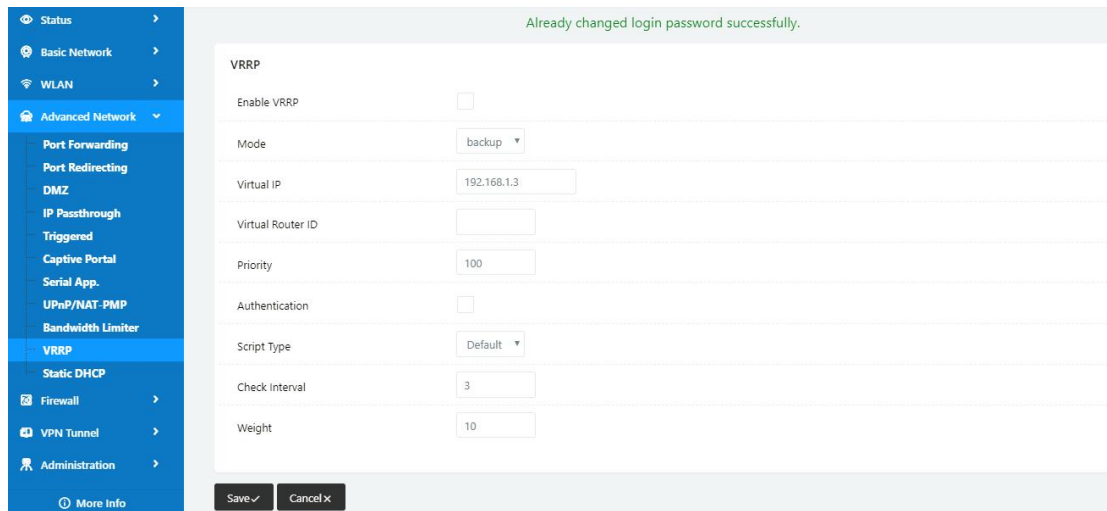 Status
Basic Network
WLAN
Advanced Network
Port Forwarding
Port Redirecting
DMZ
IP Passthrough
Triggered
Captive Portal
Serial App.
UPnP/NAT-PMP
Bandwidth Limiter
VRRP
Static DHCP
Firewall
VPN Tunnel
Administration
More Info
Already changed login password successfully.
VRRP
Enable VRRP
Mode backup
Virtual IP 192.168.1.3
Virtual Router ID
Priority 100
Authentication
Script Type Default
Check Interval 3
Weight 10
Save Cancel